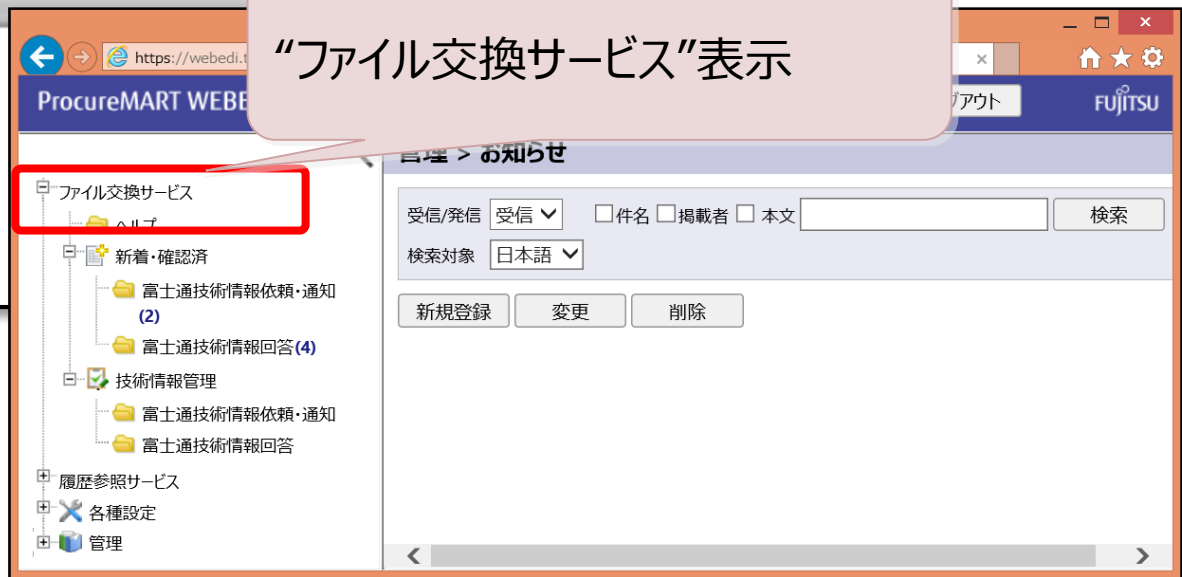 “ファイル交換サービス”表示
https://webedi.
ProcureMART WEBE
アウト
FUJITSU
管理 > お知らせ
ファイル交換サービス
ヘルプ
新着・確認済
富士通技術情報依頼・通知
(2)
富士通技術情報回答(4)
技術情報管理
富士通技術情報依頼・通知
富士通技術情報回答
履歴参照サービス
各種設定
管理
受信/発信 受信 件名 掲載者 本文 検索
検索対象 日本語
新規登録 変更 削除